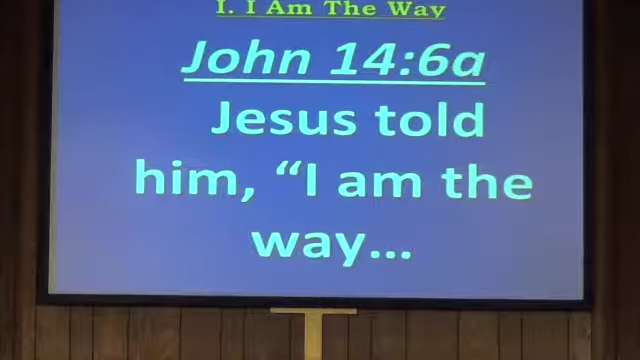 I. I Am The Way
John 14:6a
Jesus told
him, “I am the
way...